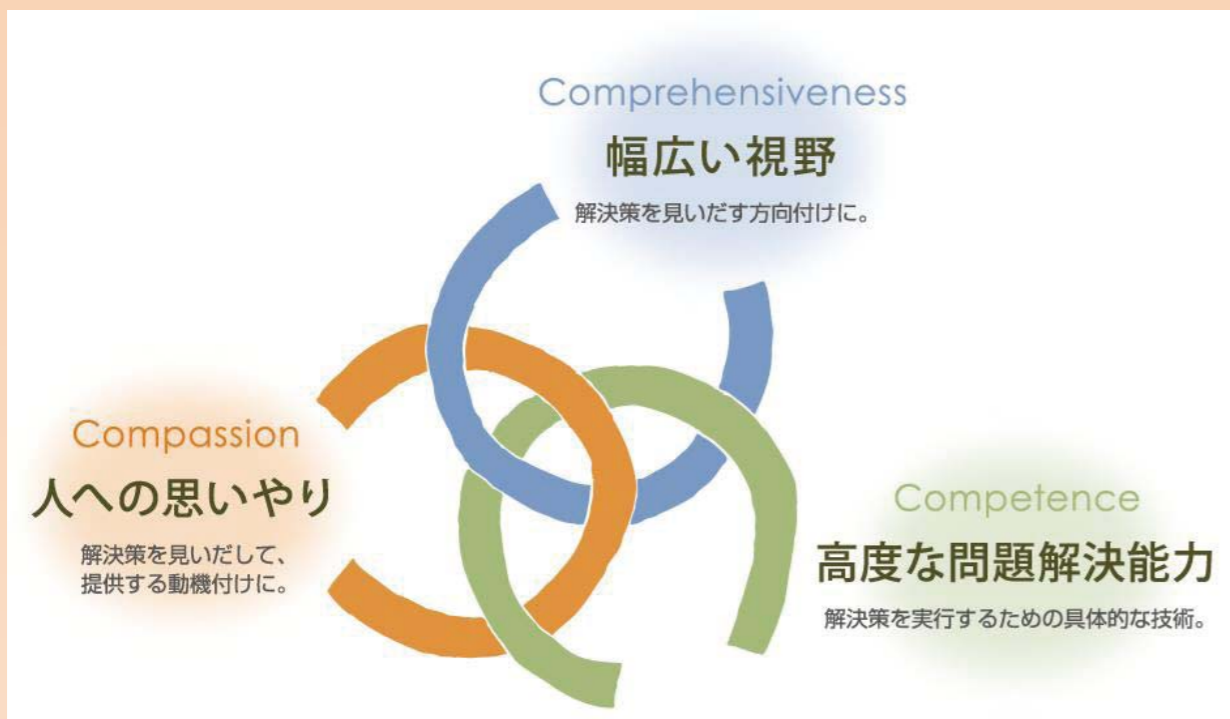 Comprehensiveness
幅広い視野
解決策を見いだす方向付けに。
Compassion
人への思いやり
解決策を見いだして、
提供する動機付けに。
Competence
高度な問題解決能力
解決策を実行するための具体的な技術。